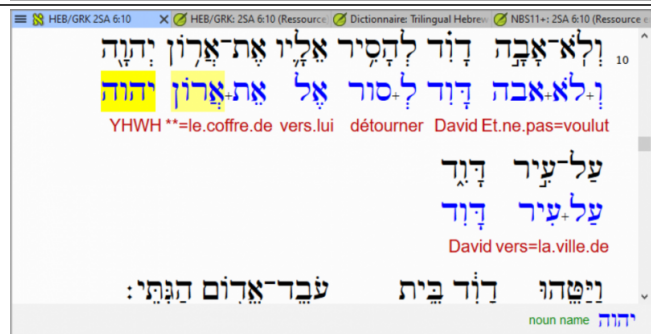 HEB/GRK 2SA 6:10 HEB/GRK: 2SA 6:10 (Ressource Dictionnaire: Trilingual Hebrew NBS11+: 2SA 6:10 (Ressource e
10 וְלֹֽא־אָבָ֣ה דָוִ֗ד לְהָסִ֥יר אֵלָ֛יו אֶת־אֲר֥וֹן יְהוָ֖ה
וְ+לֹא+אבה דָּוִד לְ+סור אֶל אֵת+אֲרוֹן יהוה
YHWH **=le.coffre.de vers.lui détourner David Et.ne.pas=voulut
עַל־עִ֣יר דָּוִ֑ד
עַל+עִיר דָּוִד
David vers=la.ville.de
וַיַּטֵּ֣הוּ דָוִ֔ד בֵּ֥ית עֹבֵֽד־אֱד֖וֹם הַגִּתִּֽי׃
noun name יהוה